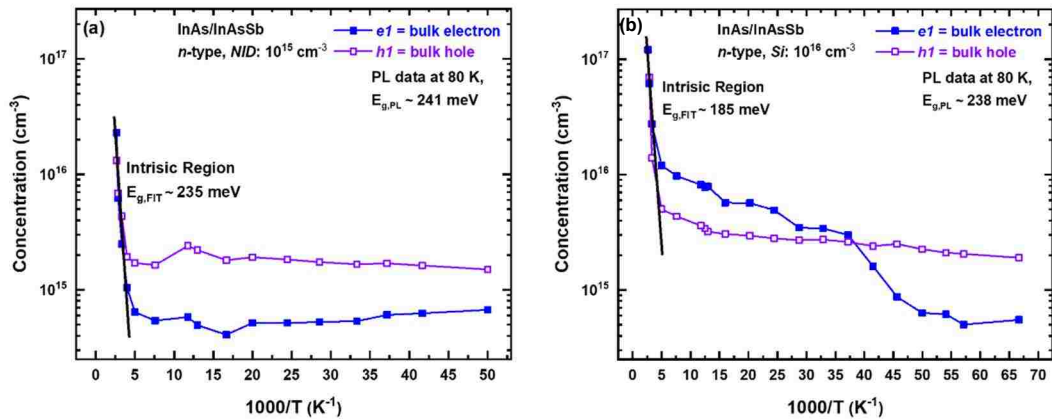 (a)
InAs/InAsSb
n-type, NID: 10¹⁵ cm⁻³
e1 = bulk electron
h1 = bulk hole
PL data at 80 K,
E_g,PL ~ 241 meV
Intrisic Region
E_g,FIT ~ 235 meV
Concentration (cm⁻³)
10¹⁷
10¹⁶
10¹⁵
0 5 10 15 20 25 30 35 40 45 50
1000/T (K⁻¹)
(b)
InAs/InAsSb
n-type, Si: 10¹⁶ cm⁻³
e1 = bulk electron
h1 = bulk hole
PL data at 80 K,
E_g,PL ~ 238 meV
Intrisic Region
E_g,FIT ~ 185 meV
Concentration (cm⁻³)
10¹⁷
10¹⁶
10¹⁵
0 5 10 15 20 25 30 35 40 45 50 55 60 65 70
1000/T (K⁻¹)